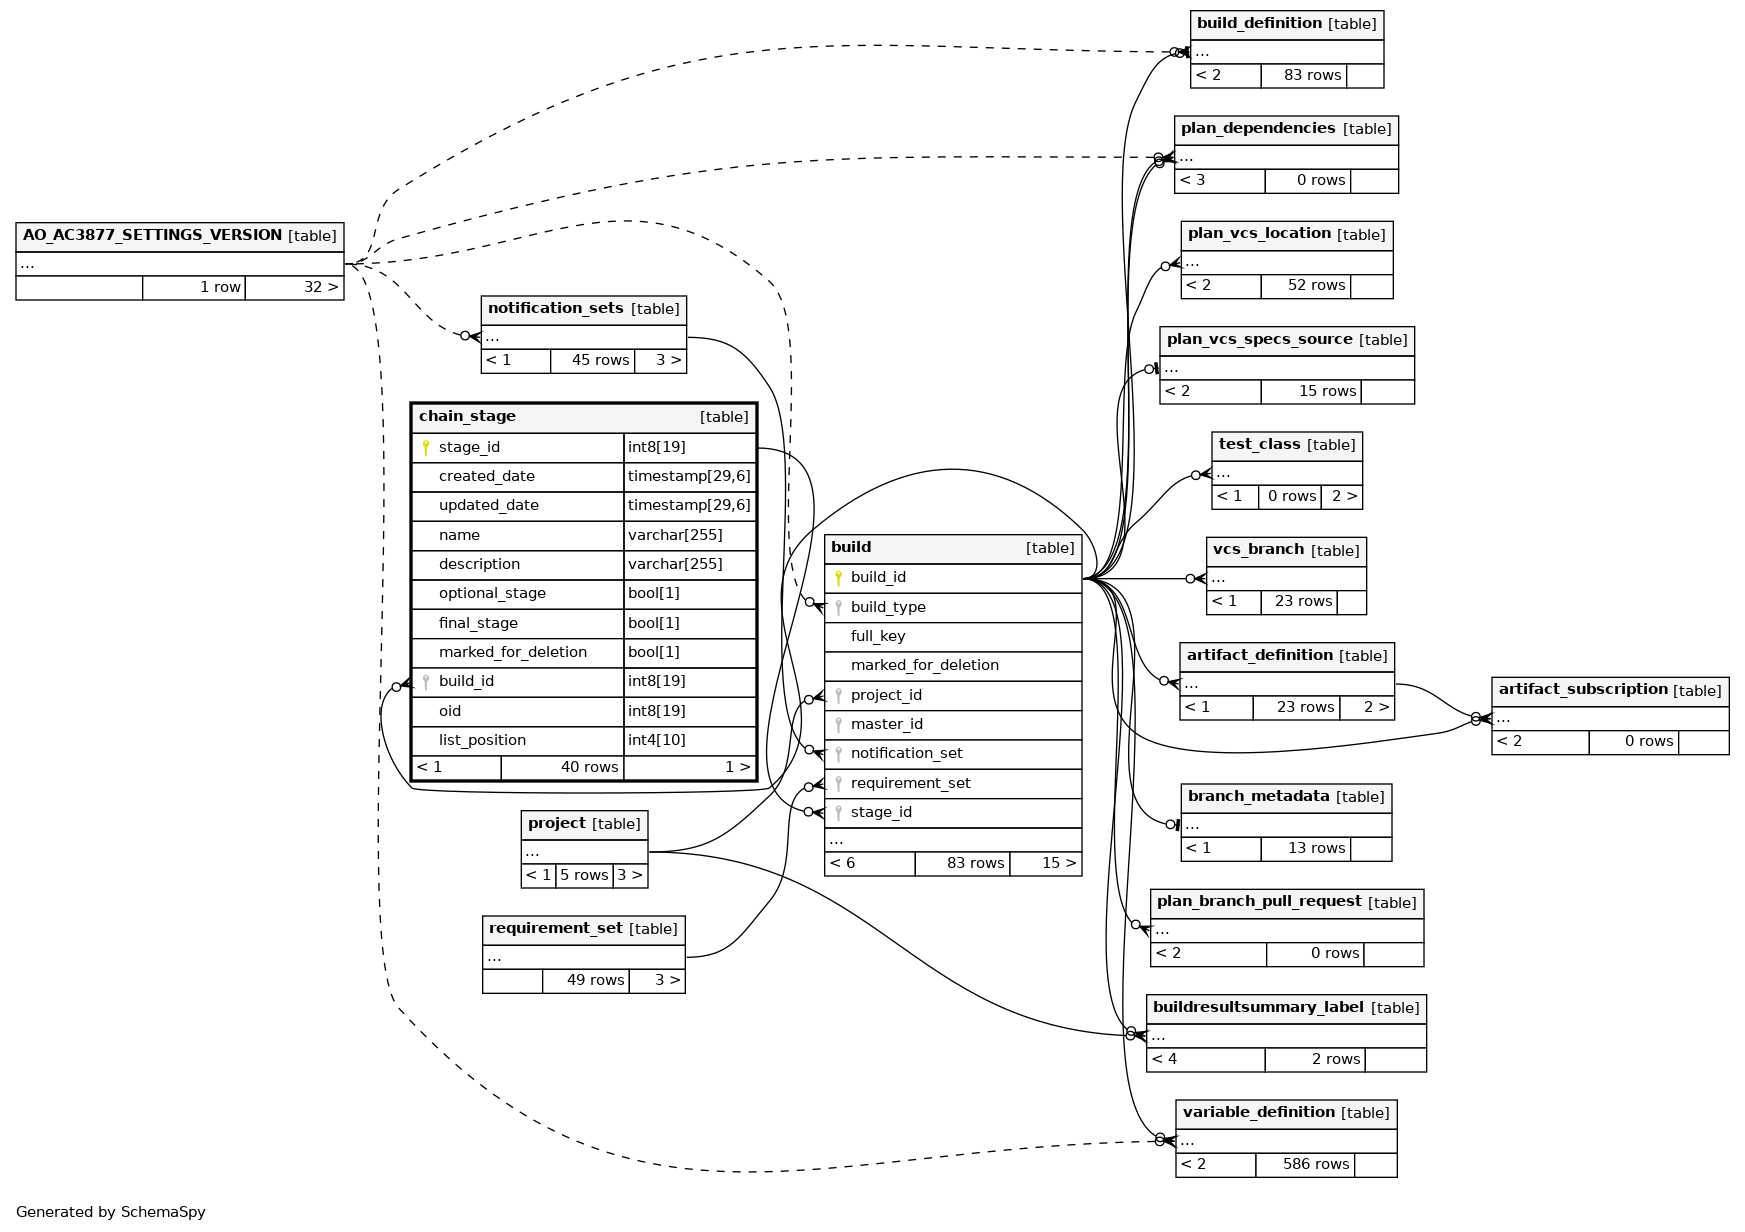 build_definition [table]
...
< 2 83 rows
plan_dependencies [table]
...
< 3 0 rows
plan_vcs_location [table]
...
< 2 52 rows
AO_AC3877_SETTINGS_VERSION [table]
...
1 row 32 >
notification_sets [table]
...
< 1 45 rows 3 >
plan_vcs_specs_source [table]
...
< 2 15 rows
chain_stage [table]
stage_id int8[19]
created_date timestamp[29,6]
updated_date timestamp[29,6]
name varchar[255]
description varchar[255]
optional_stage bool[1]
final_stage bool[1]
marked_for_deletion bool[1]
build_id int8[19]
oid int8[19]
list_position int4[10]
< 1 40 rows 1 >
test_class [table]
...
< 1 0 rows 2 >
build [table]
build_id
build_type
full_key
marked_for_deletion
project_id
master_id
notification_set
requirement_set
stage_id
...
< 6 83 rows 15 >
vcs_branch [table]
...
< 1 23 rows
artifact_definition [table]
...
< 1 23 rows 2 >
artifact_subscription [table]
...
< 2 0 rows
project [table]
...
< 1 5 rows 3 >
branch_metadata [table]
...
< 1 13 rows
requirement_set [table]
...
49 rows 3 >
plan_branch_pull_request [table]
...
< 2 0 rows
buildresultsummary_label [table]
...
< 4 2 rows
variable_definition [table]
...
< 2 586 rows
Generated by SchemaSpy